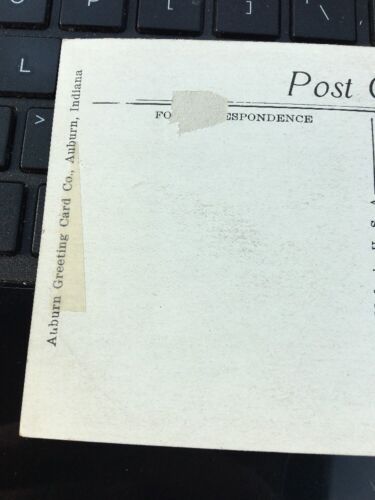 Post C
FO ESPONDENCE
Auburn Greeting Card Co., Auburn, Indiana
U. S. A.
L
>
[
]